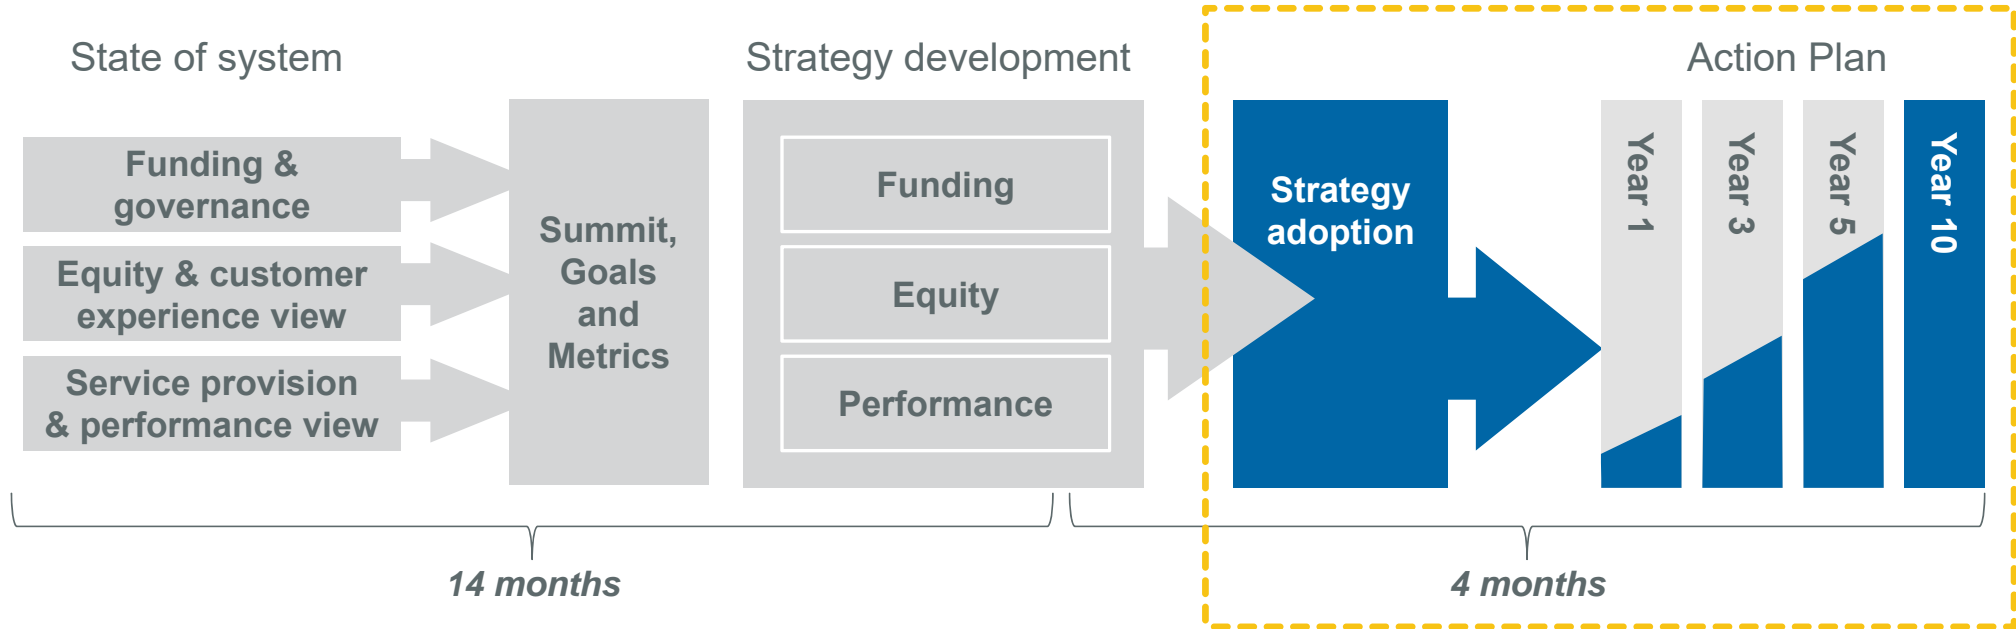 State of system
Funding &
governance
Equity & customer
experience view
Service provision
& performance view
Summit,
Goals
and
Metrics
Strategy development
Funding
Equity
Performance
Strategy
adoption
Action Plan
Year 1
Year 3
Year 5
Year 10
14 months
4 months